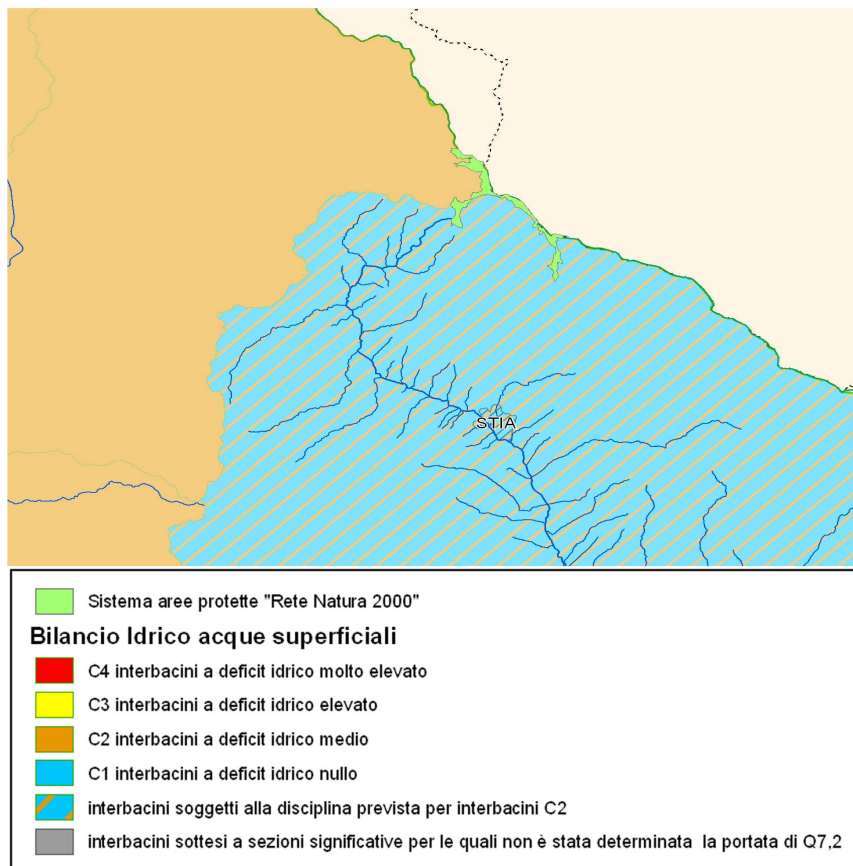 STIA
Sistema aree protette "Rete Natura 2000"
Bilancio Idrico acque superficiali
C4 interbacini a deficit idrico molto elevato
C3 interbacini a deficit idrico elevato
C2 interbacini a deficit idrico medio
C1 interbacini a deficit idrico nullo
interbacini soggetti alla disciplina prevista per interbacini C2
interbacini sottesi a sezioni significative per le quali non è stata determinata la portata di Q7,2